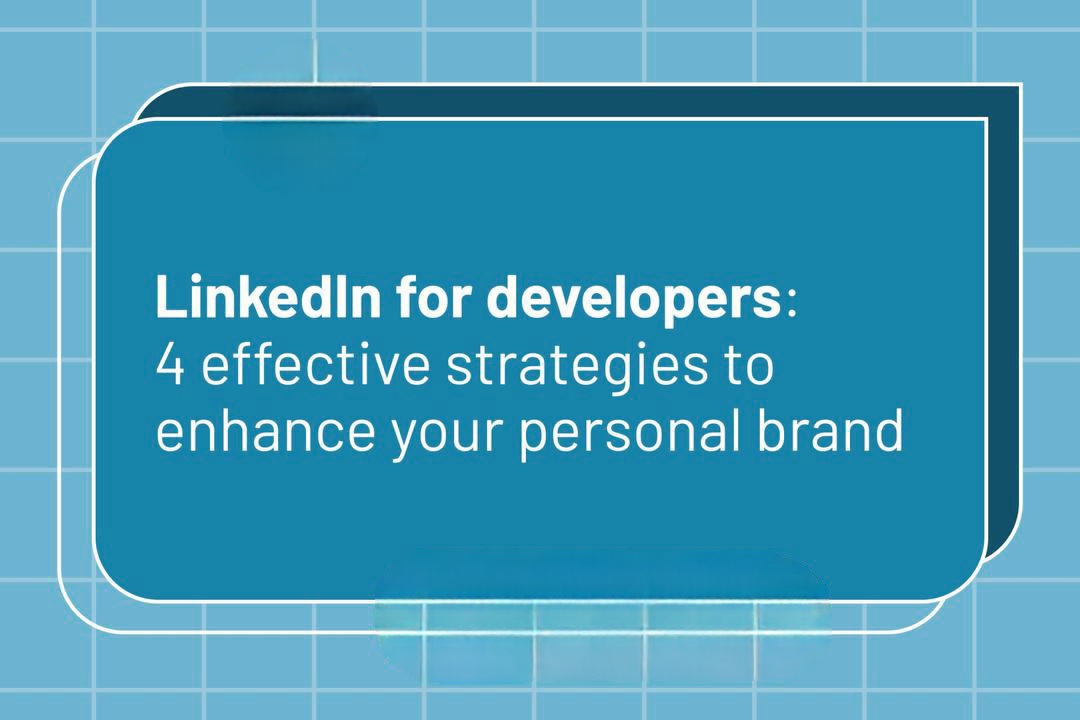 LinkedIn for developers:
4 effective strategies to
enhance your personal brand